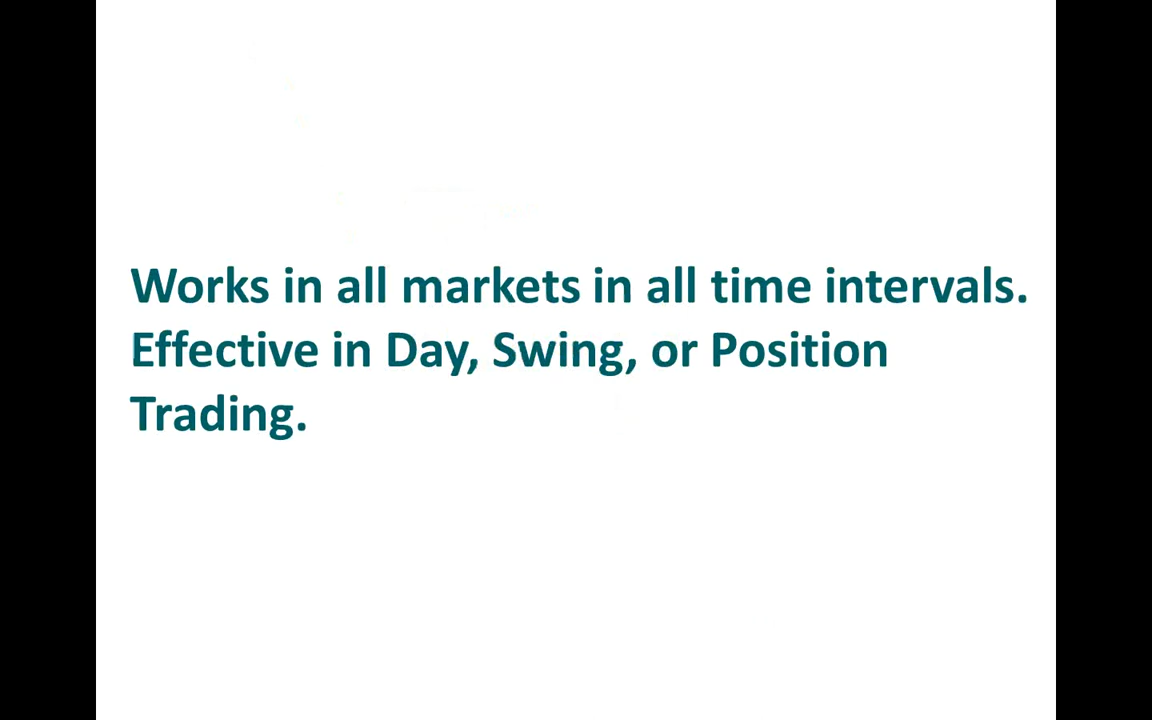 Works in all markets in all time intervals.
Effective in Day, Swing, or Position
Trading.